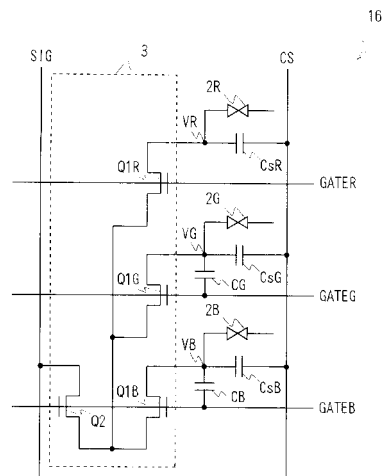 16
3
SIG
CS
2R
VR
Q1R
CsR
GATER
2G
VG
Q1G
CG
CsG
GATEG
2B
VB
Q1B
CB
CsB
GATEB
Q2